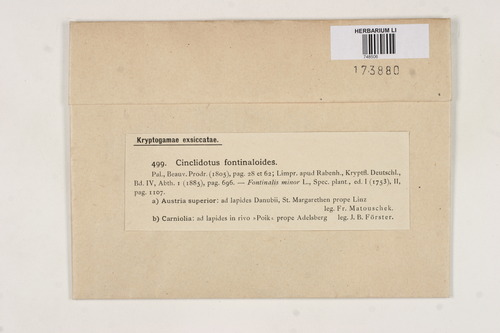 HERBARIUM LI
173880
Kryptogamae exsiccatae.
499. Cinclidotus fontinaloides.
Pal., Beauv. Prodr. (1805), pag. 28 et 62; Limpr. apud Rabenh., Kryptfl. Deutschl.,
Bd. IV, Abth. 1 (1885), pag. 696. — Fontinalis minor L., Spec. plant., ed. I (1753), II,
pag. 1107.
a) Austria superior: ad lapides Danubii, St. Margarethen prope Linz
leg. Fr. Matouschek.
b) Carniolia: ad lapides in rivo »Poik« prope Adelsberg leg. J. B. Förster.